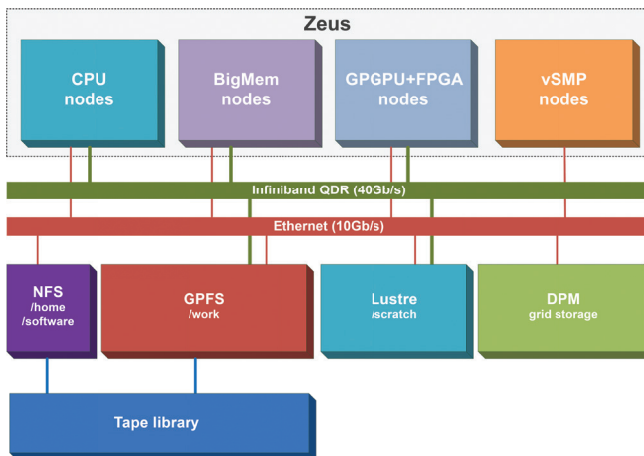 Zeus
CPU
nodes
BigMem
nodes
GPGPU+FPGA
nodes
vSMP
nodes
Infiniband QDR (40Gb/s)
Ethernet (10Gb/s)
NFS
/home
/software
GPFS
/work
Lustre
/scratch
DPM
grid storage
Tape library